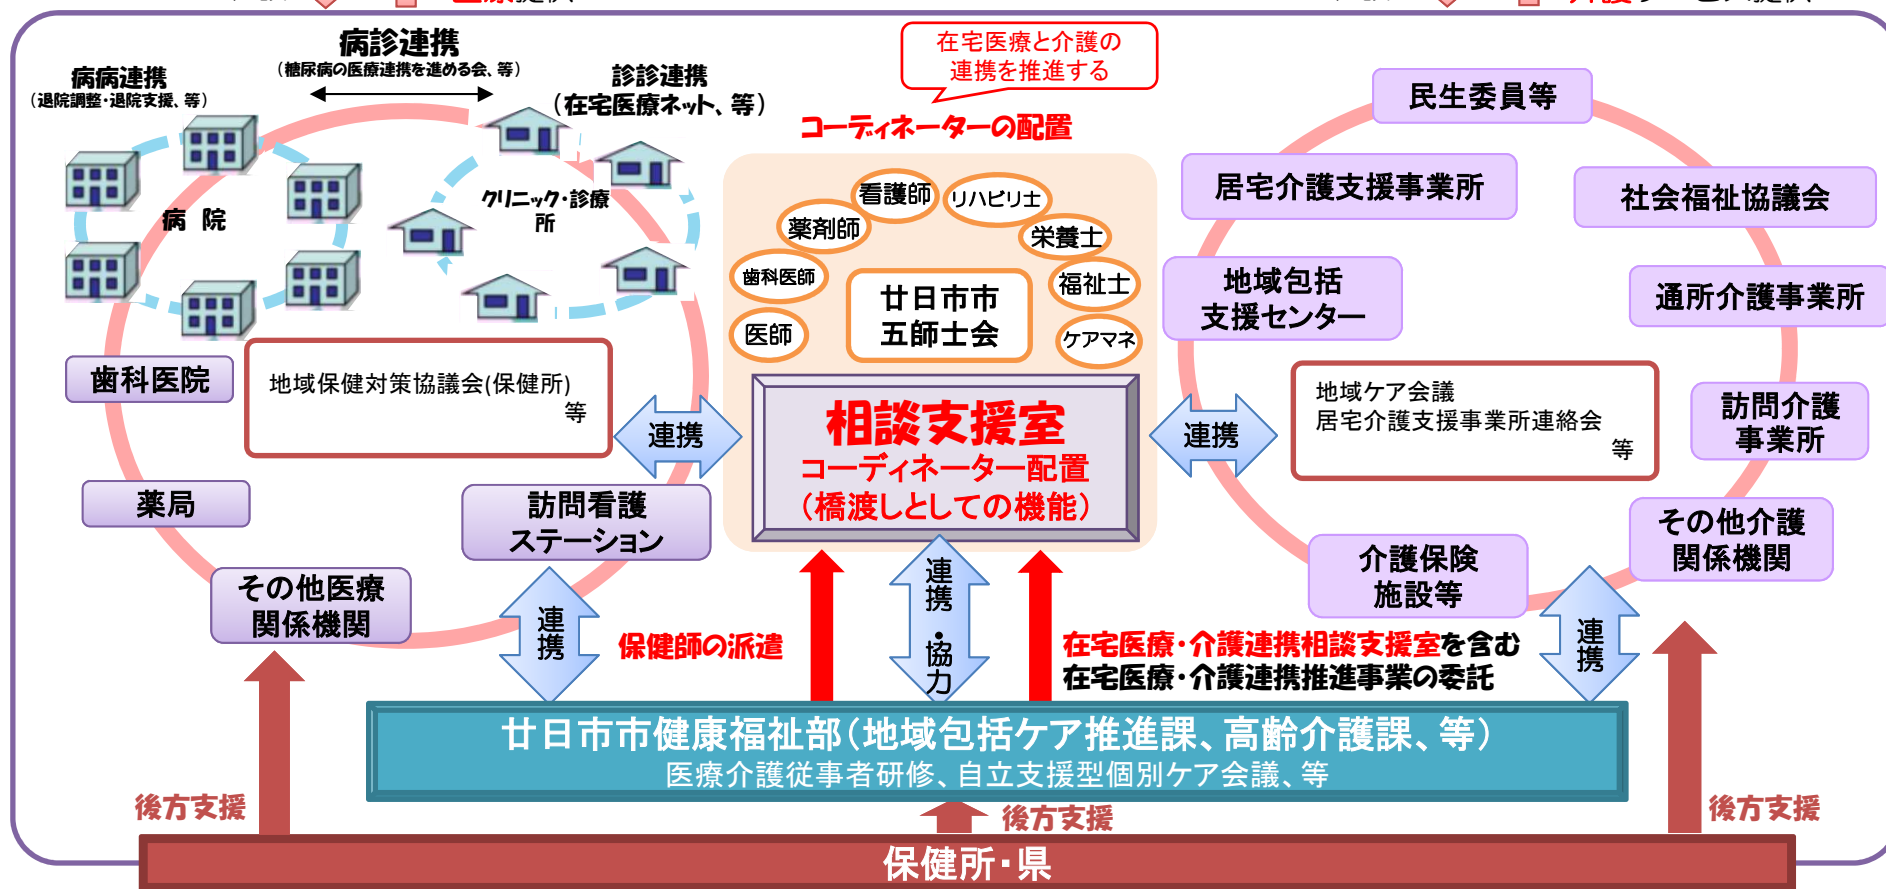 医療提供
介護サービス提供
病診連携
（糖尿病の医療連携を進める会、等）
病病連携
（退院調整・退院支援、等）
診診連携
（在宅医療ネット、等）
病 院
クリニック・診療
所
歯科医院
薬局
その他医療
関係機関
訪問看護
ステーション
地域保健対策協議会(保健所)
等
連携
在宅医療と介護の
連携を推進する
コーディネーターの配置
看護師
リハビリ士
薬剤師
栄養士
歯科医師
福祉士
医師
ケアマネ
廿日市市
五師士会
相談支援室
コーディネーター配置
（橋渡しとしての機能）
連携
民生委員等
居宅介護支援事業所
社会福祉協議会
地域包括
支援センター
通所介護事業所
地域ケア会議
居宅介護支援事業所連絡会
等
訪問介護
事業所
その他介護
関係機関
介護保険
施設等
連携
保健師の派遣
連携・協力
在宅医療・介護連携相談支援室を含む
在宅医療・介護連携推進事業の委託
連携
廿日市市健康福祉部（地域包括ケア推進課、高齢介護課、等）
医療介護従事者研修、自立支援型個別ケア会議、等
後方支援
後方支援
後方支援
保健所・県